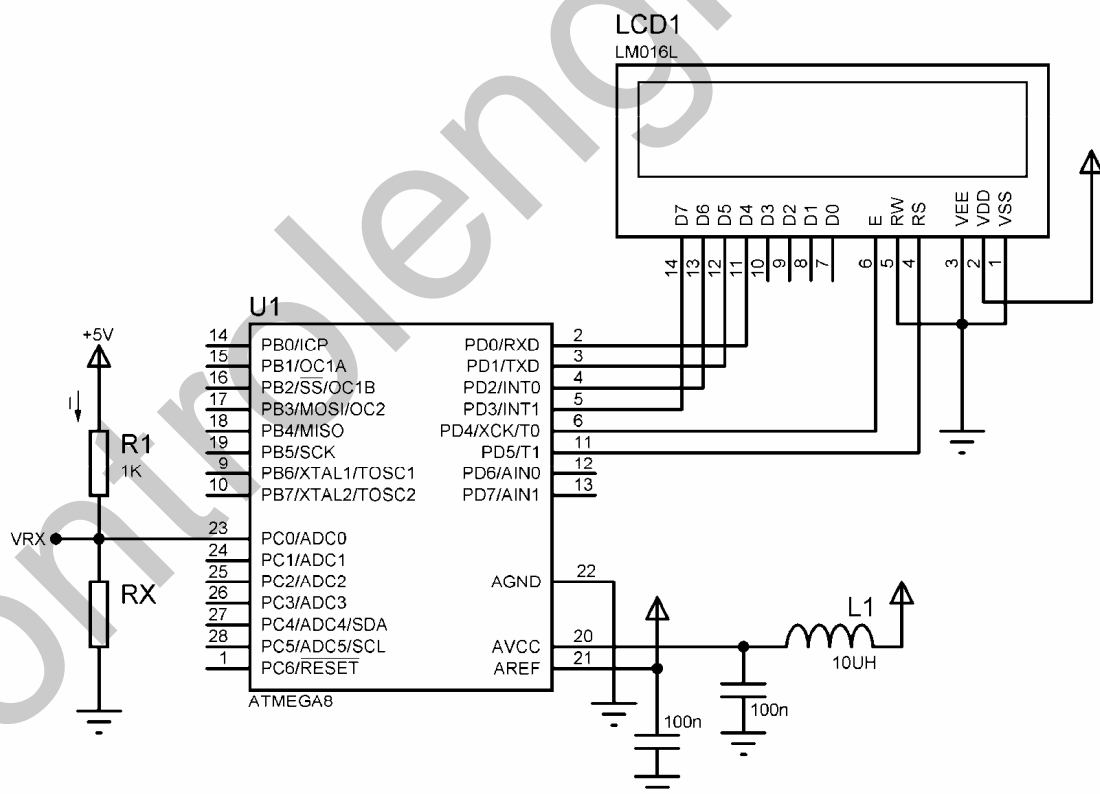 LCD1
LM016L
D7
D6
D5
D4
D3
D2
D1
D0
E
RW
RS
VEE
VDD
VSS
14
13
12
11
10
9
8
7
6
5
4
3
2
1
U1
14 PB0/ICP
15 PB1/OC1A
16 PB2/SS/OC1B
17 PB3/MOSI/OC2
18 PB4/MISO
19 PB5/SCK
9 PB6/XTAL1/TOSC1
10 PB7/XTAL2/TOSC2
23 PC0/ADC0
24 PC1/ADC1
25 PC2/ADC2
26 PC3/ADC3
27 PC4/ADC4/SDA
28 PC5/ADC5/SCL
1 PC6/RESET
PD0/RXD 2
PD1/TXD 3
PD2/INT0 4
PD3/INT1 5
PD4/XCK/T0 6
PD5/T1 11
PD6/AIN0 12
PD7/AIN1 13
AGND 22
AVCC 20
AREF 21
ATMEGA8
+5V
I
R1
1K
VRX
RX
L1
10UH
100n
100n
ontroleng